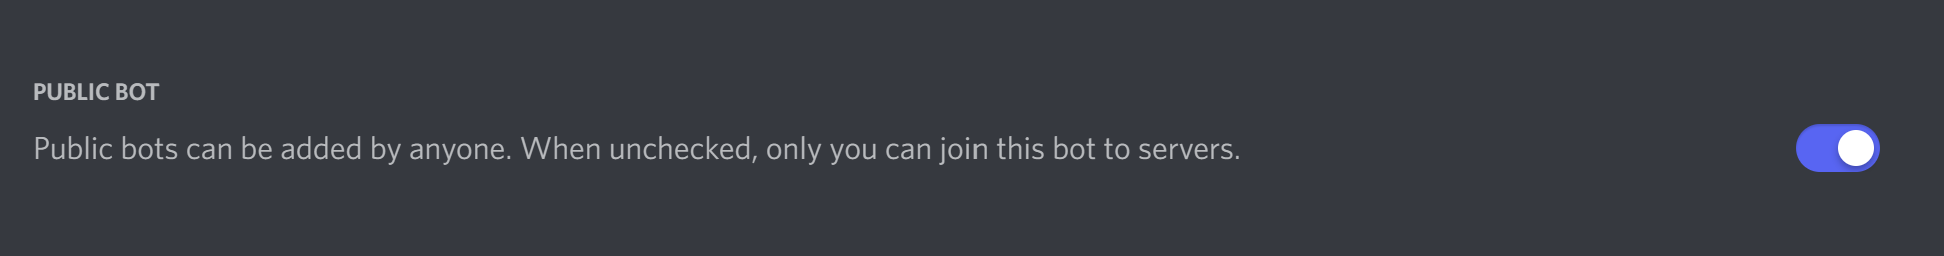 PUBLIC BOT
Public bots can be added by anyone. When unchecked, only you can join this bot to servers.